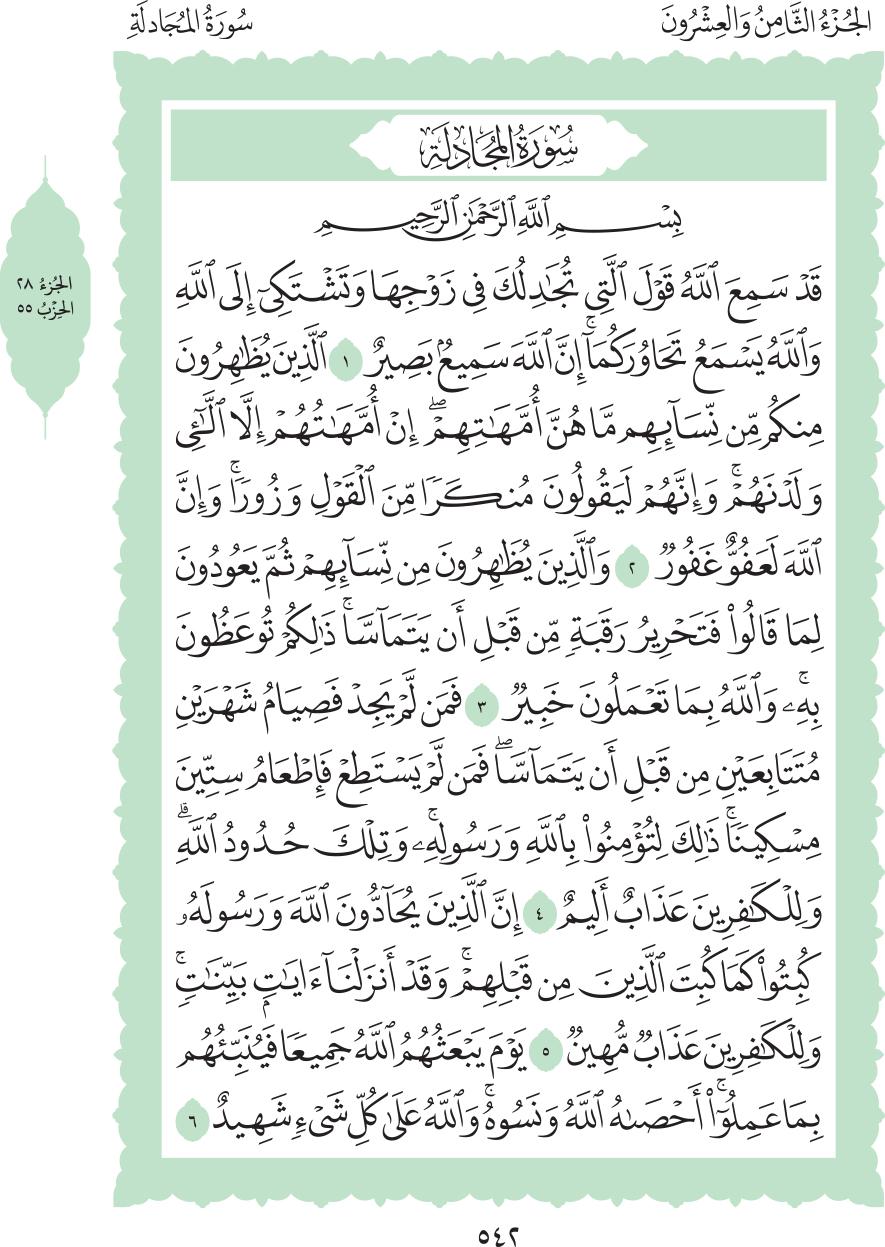 الجُزْءُ الثَّامِنُ وَالعِشْرُونَ
سُورَةُ المُجَادلَةِ
سُورَةُ المُجَادلَةِ
بِسْمِ ٱللَّهِ ٱلرَّحْمَٰنِ ٱلرَّحِيمِ
قَدْ سَمِعَ ٱللَّهُ قَوْلَ ٱلَّتِي تُجَٰدِلُكَ فِي زَوْجِهَا وَتَشْتَكِيٓ إِلَى ٱللَّهِ
وَٱللَّهُ يَسْمَعُ تَحَاوُرَكُمَآۚ إِنَّ ٱللَّهَ سَمِيعُۢ بَصِيرٌ ١ ٱلَّذِينَ يُظَٰهِرُونَ
مِنكُم مِّن نِّسَآئِهِم مَّا هُنَّ أُمَّهَٰتِهِمْۖ إِنْ أُمَّهَٰتُهُمْ إِلَّا ٱلَّٰٓـِٔي
وَلَدْنَهُمْۚ وَإِنَّهُمْ لَيَقُولُونَ مُنكَرًا مِّنَ ٱلْقَوْلِ وَزُورًاۚ وَإِنَّ
ٱللَّهَ لَعَفُوٌّ غَفُورٌ ٢ وَٱلَّذِينَ يُظَٰهِرُونَ مِن نِّسَآئِهِمْ ثُمَّ يَعُودُونَ
لِمَا قَالُوا۟ فَتَحْرِيرُ رَقَبَةٍ مِّن قَبْلِ أَن يَتَمَآسَّاۚ ذَٰلِكُمْ تُوعَظُونَ
بِهِۦۚ وَٱللَّهُ بِمَا تَعْمَلُونَ خَبِيرٌ ٣ فَمَن لَّمْ يَجِدْ فَصِيَامُ شَهْرَيْنِ
مُتَتَابِعَيْنِ مِن قَبْلِ أَن يَتَمَآسَّاۖ فَمَن لَّمْ يَسْتَطِعْ فَإِطْعَامُ سِتِّينَ
مِسْكِينًاۚ ذَٰلِكَ لِتُؤْمِنُوا۟ بِٱللَّهِ وَرَسُولِهِۦۚ وَتِلْكَ حُدُودُ ٱللَّهِۗ
وَلِلْكَٰفِرِينَ عَذَابٌ أَلِيمٌ ٤ إِنَّ ٱلَّذِينَ يُحَآدُّونَ ٱللَّهَ وَرَسُولَهُۥ
كُبِتُوا۟ كَمَا كُبِتَ ٱلَّذِينَ مِن قَبْلِهِمْۚ وَقَدْ أَنزَلْنَآ ءَايَٰتِۭ بَيِّنَٰتٍۚ
وَلِلْكَٰفِرِينَ عَذَابٌ مُّهِينٌ ٥ يَوْمَ يَبْعَثُهُمُ ٱللَّهُ جَمِيعًا فَيُنَبِّئُهُم
بِمَا عَمِلُوٓا۟ۚ أَحْصَىٰهُ ٱللَّهُ وَنَسُوهُۚ وَٱللَّهُ عَلَىٰ كُلِّ شَيْءٍ شَهِيدٌ ٦
الجُزْءُ ٢٨
الحِزْبُ ٥٥
٥٤٢